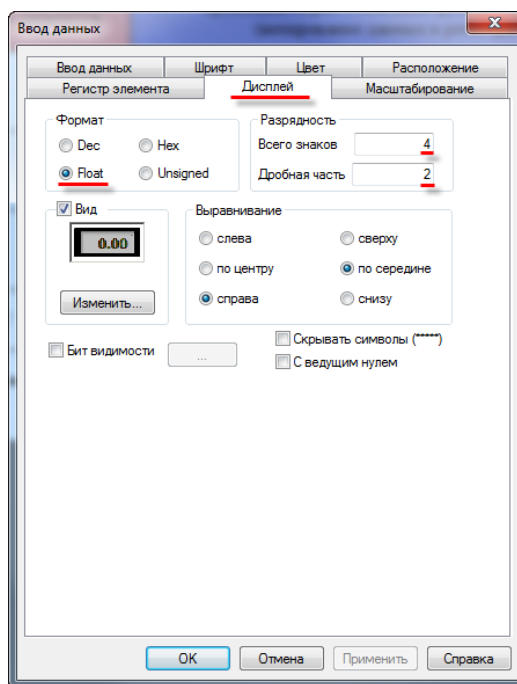 Ввод данных
Ввод данных Шрифт Цвет Расположение
Регистр элемента Дисплей Масштабирование
Формат Разрядность
Dec Hex Всего знаков 4
Float Unsigned Дробная часть 2
Вид Выравнивание
0.00 слева сверху
по центру по середине
Изменить... справа снизу
Скрывать символы (*****)
Бит видимости ... С ведущим нулем
OK Отмена Применить Справка